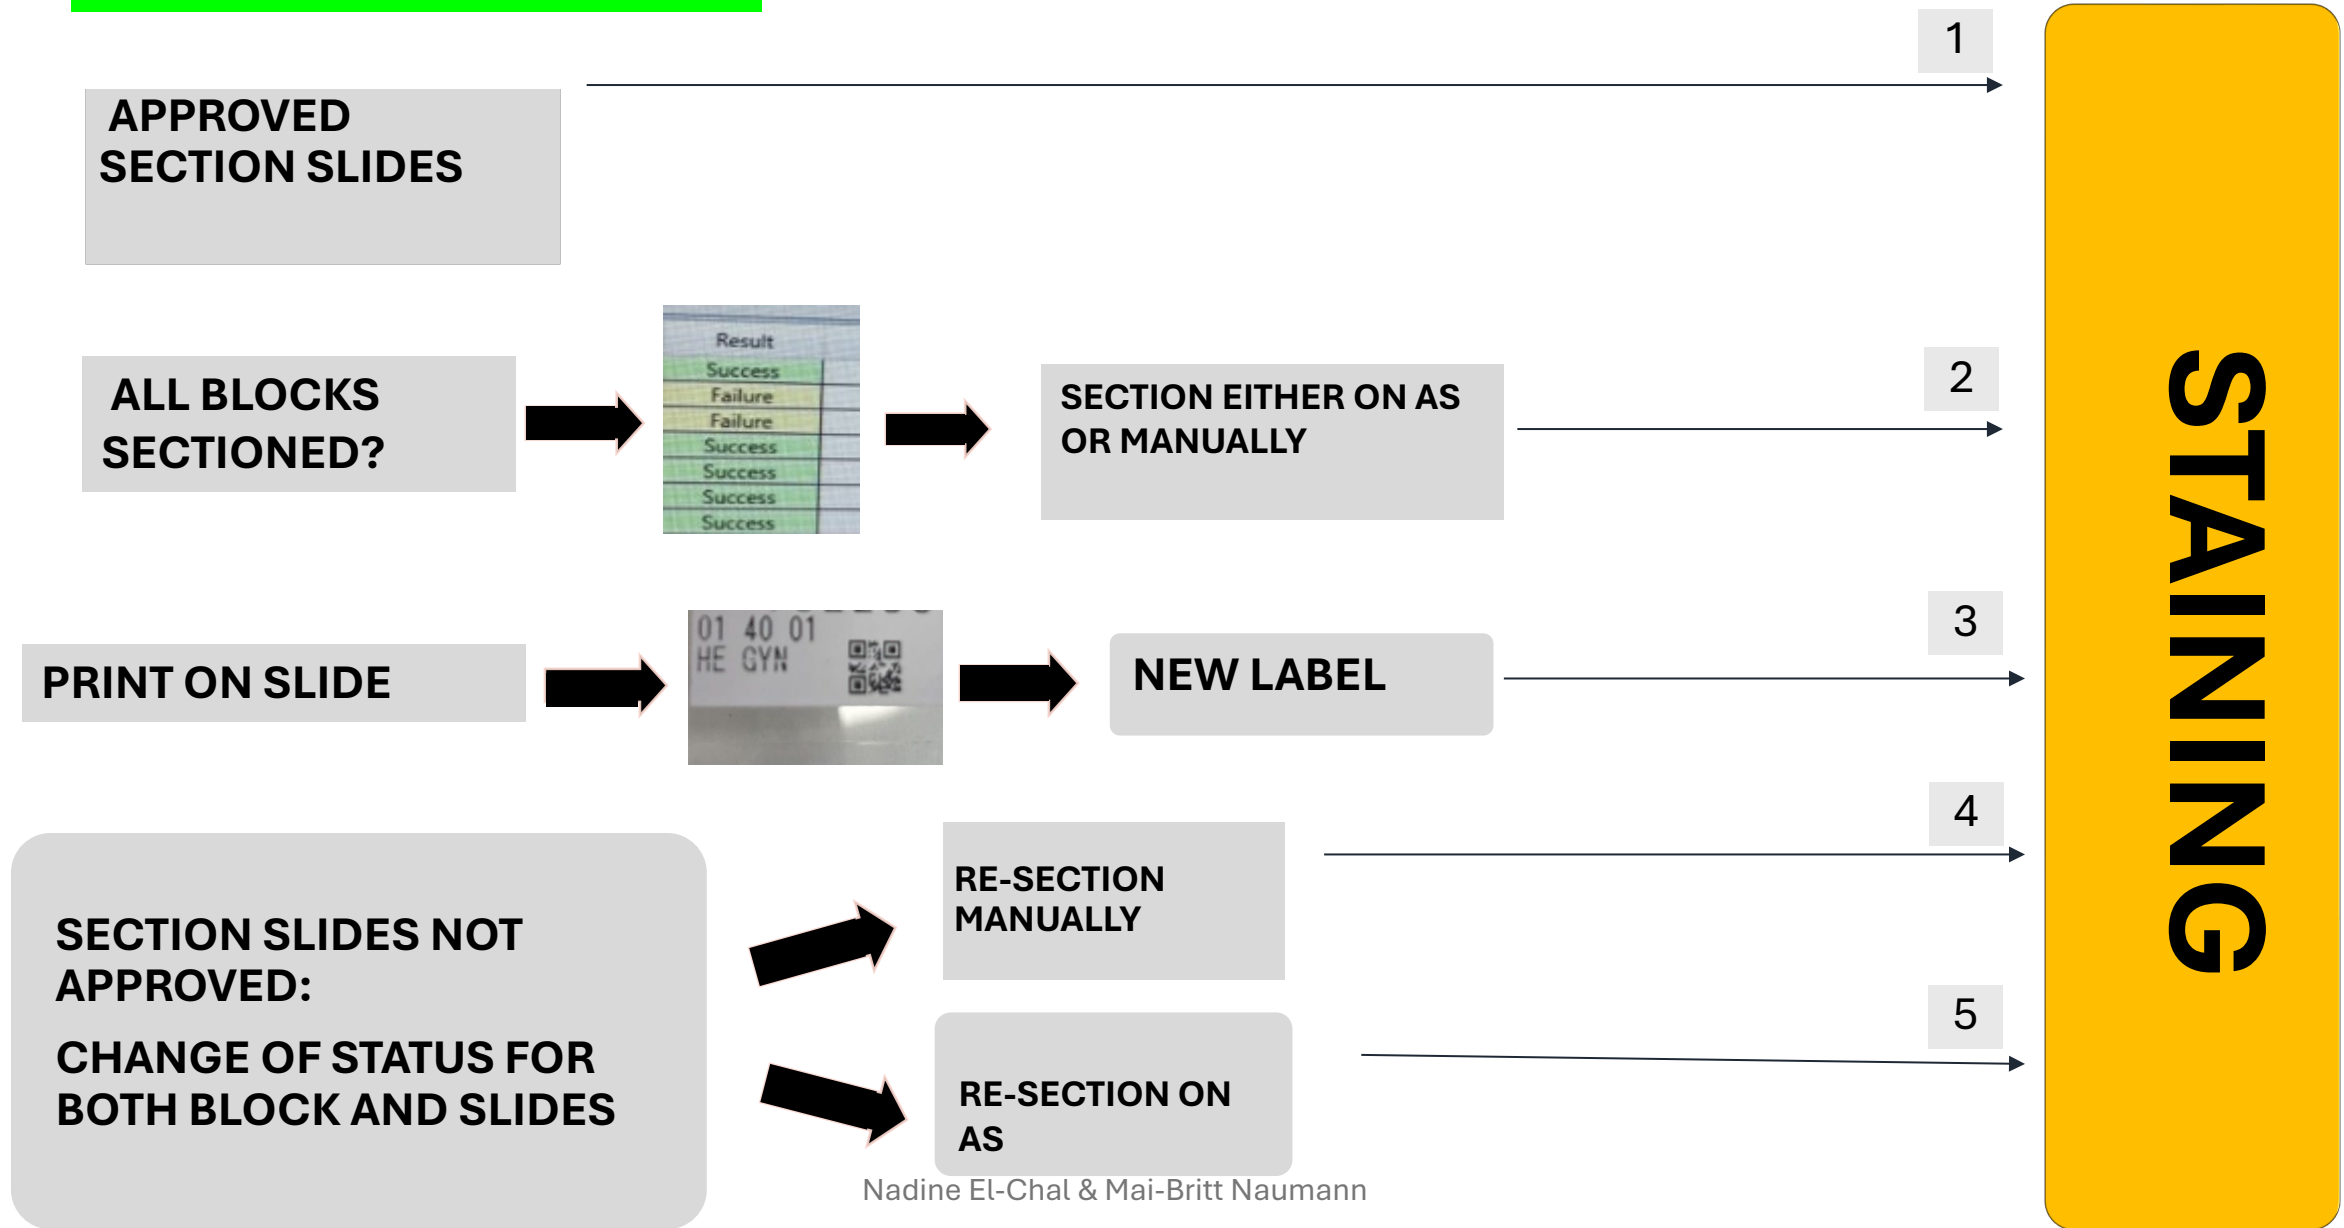 1
APPROVED
SECTION SLIDES
ALL BLOCKS
SECTIONED?
Result
Success
Failure
Failure
Success
Success
Success
Success
SECTION EITHER ON AS
OR MANUALLY
2
PRINT ON SLIDE
01 40 01
HE GYN
NEW LABEL
3
SECTION SLIDES NOT
APPROVED:
CHANGE OF STATUS FOR
BOTH BLOCK AND SLIDES
RE-SECTION
MANUALLY
4
RE-SECTION ON
AS
5
STAINING
Nadine El-Chal & Mai-Britt Naumann